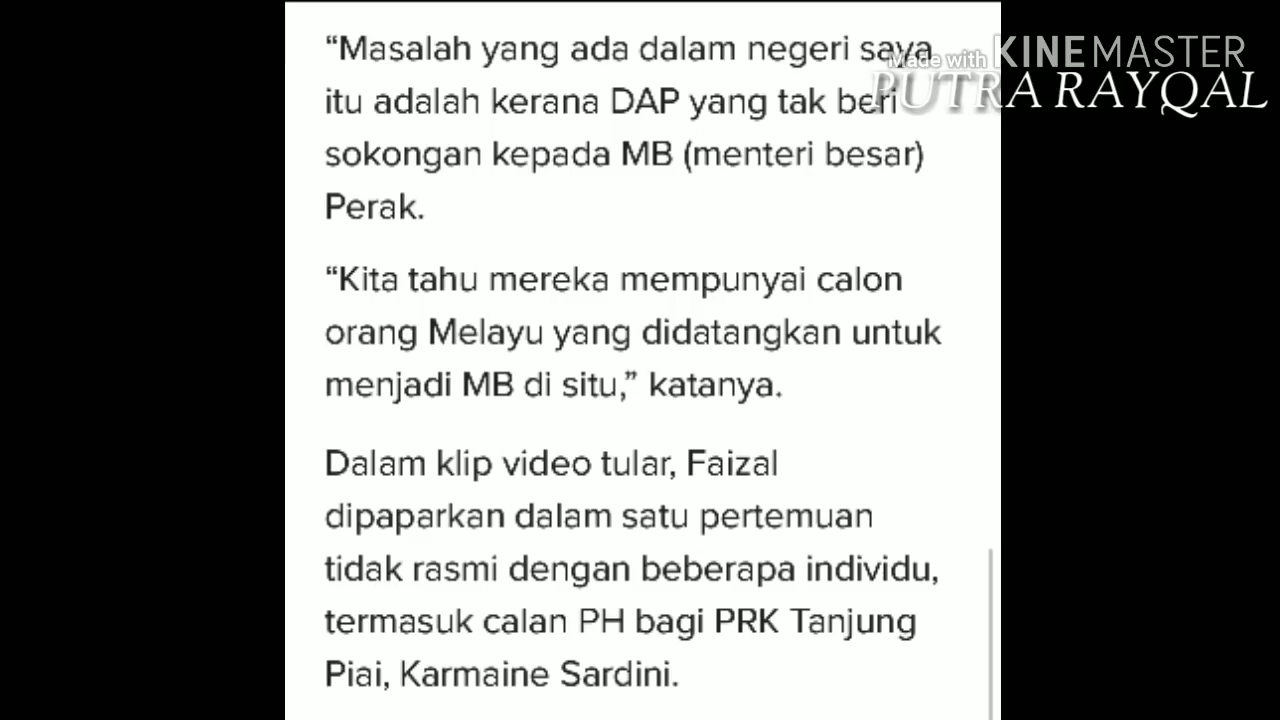 Made with KINEMASTER
PUTRA RAYQAL
“Masalah yang ada dalam negeri saya
itu adalah kerana DAP yang tak beri
sokongan kepada MB (menteri besar)
Perak.
“Kita tahu mereka mempunyai calon
orang Melayu yang didatangkan untuk
menjadi MB di situ,” katanya.
Dalam klip video tular, Faizal
dipaparkan dalam satu pertemuan
tidak rasmi dengan beberapa individu,
termasuk calan PH bagi PRK Tanjung
Piai, Karmaine Sardini.